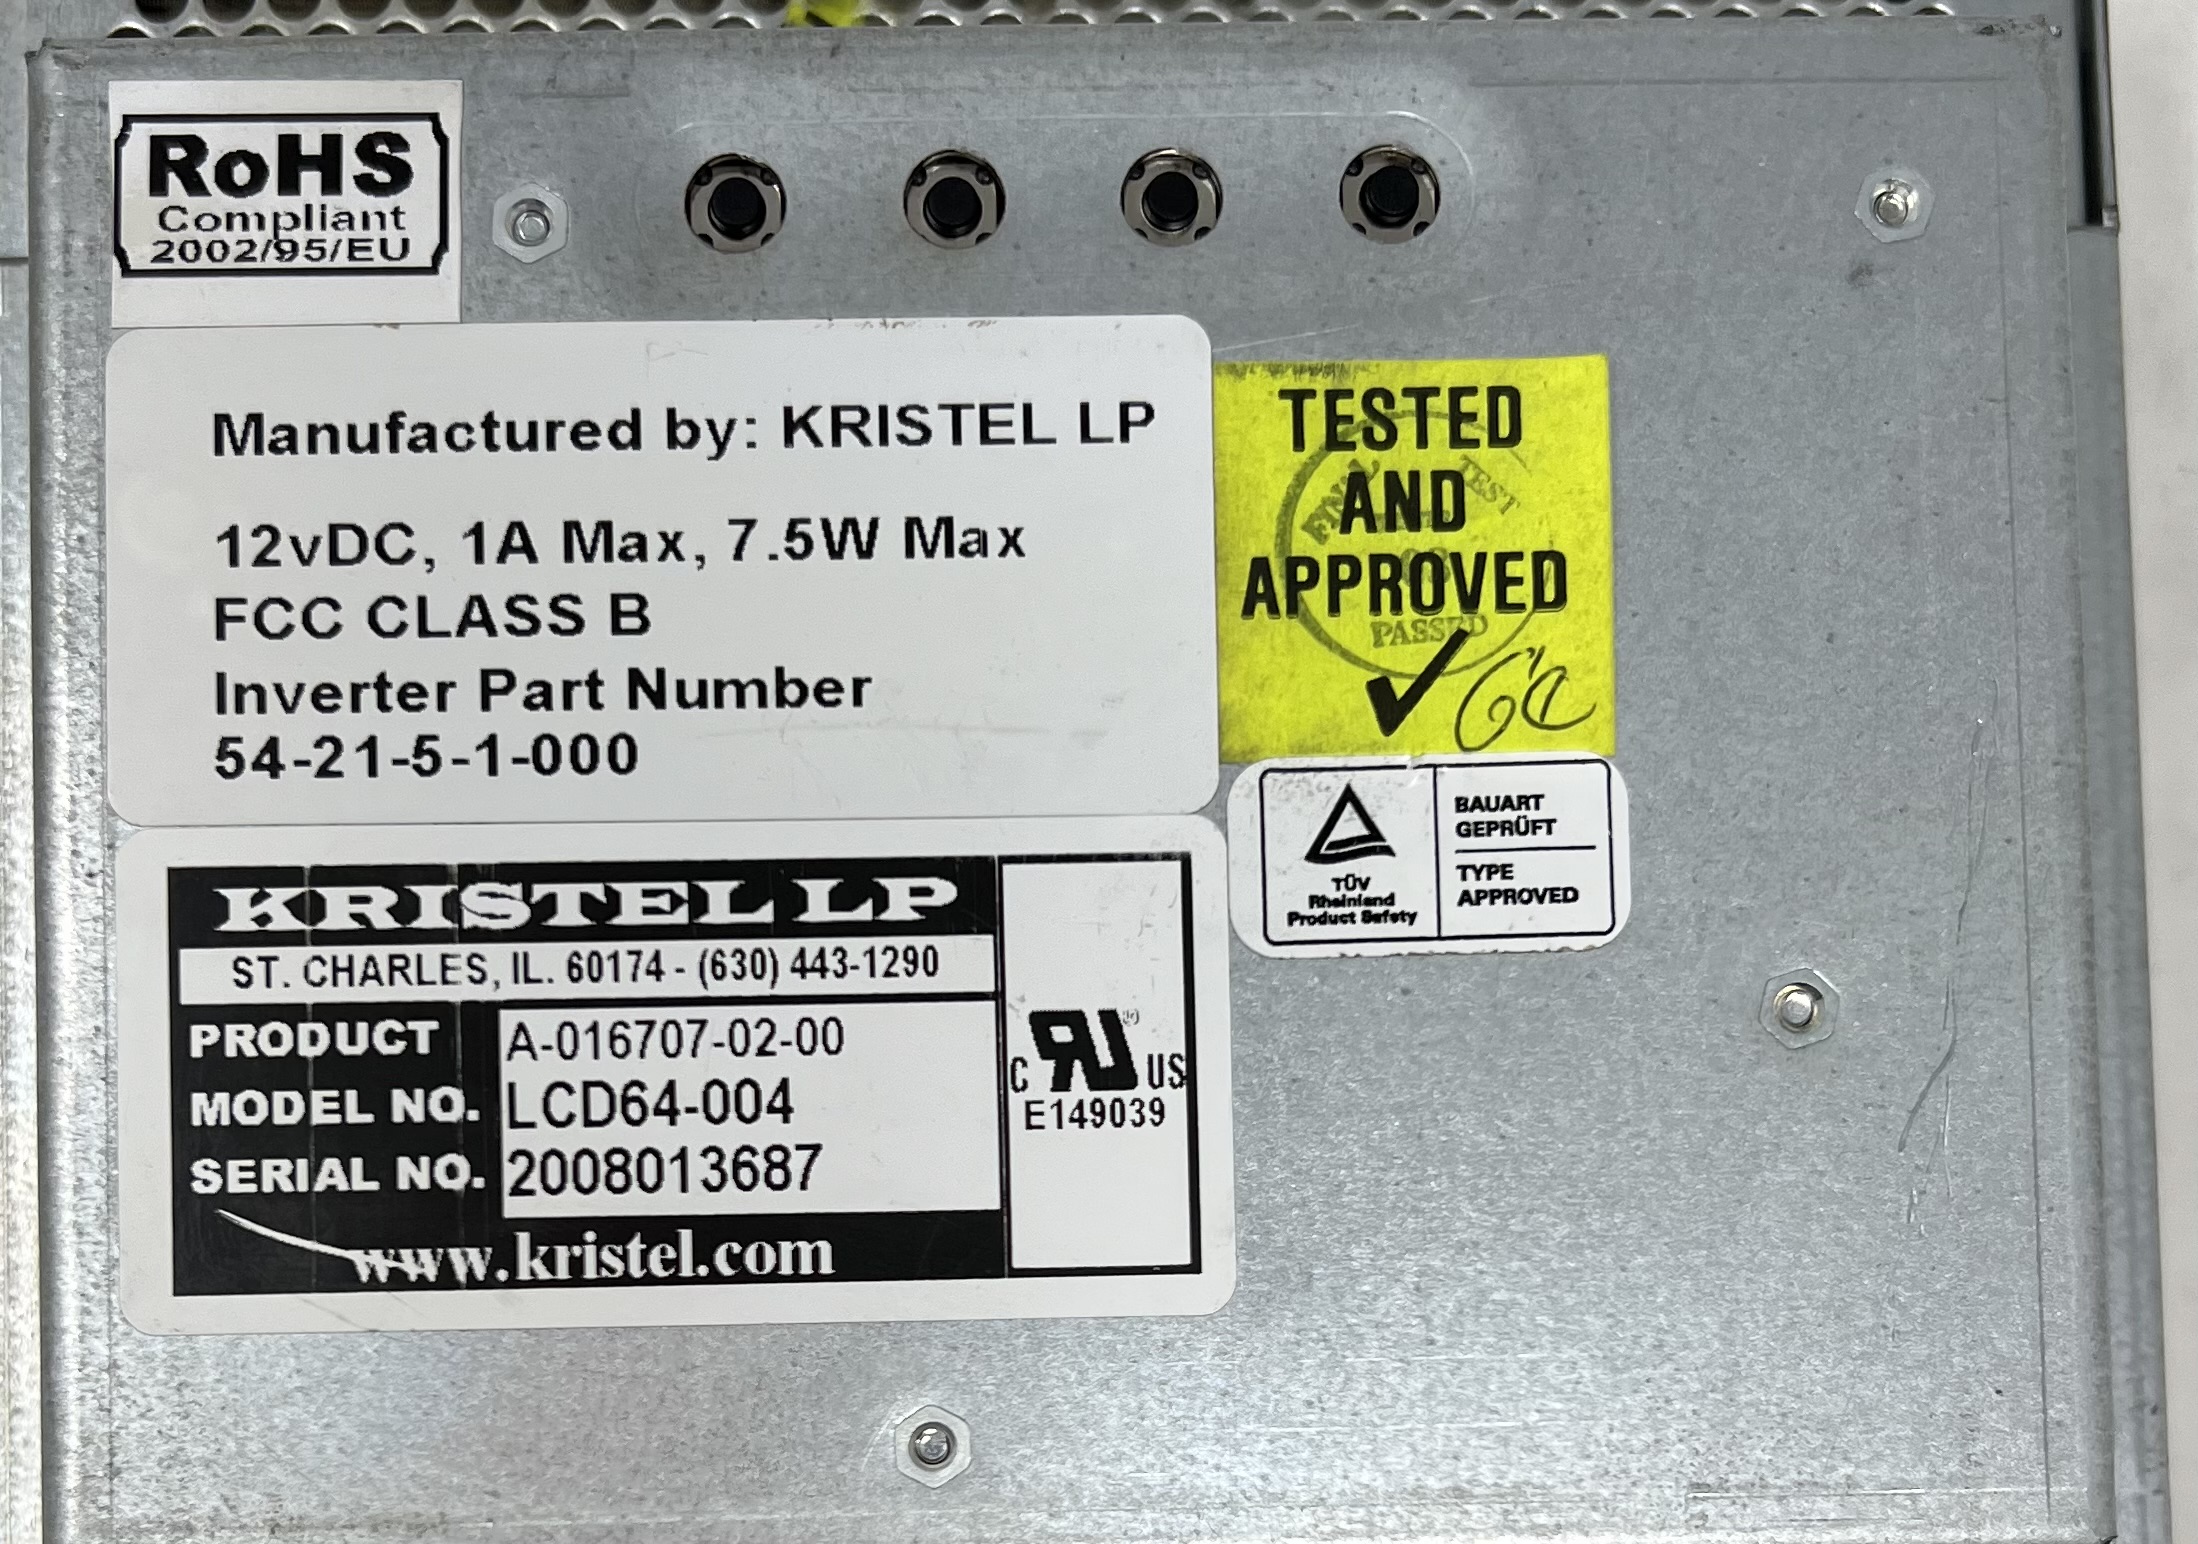 RoHS
Compliant
2002/95/EU
Manufactured by: KRISTEL LP
12vDC, 1A Max, 7.5W Max
FCC CLASS B
Inverter Part Number
54-21-5-1-000
TESTED
AND
APPROVED
FINAL TEST
PASSED
TÜV
Rheinland
Product Safety
BAUART
GEPRÜFT
TYPE
APPROVED
KRISTEL LP
ST. CHARLES, IL. 60174 - (630) 443-1290
PRODUCT A-016707-02-00
MODEL NO. LCD64-004
SERIAL NO. 2008013687
www.kristel.com
C RU® US
E149039